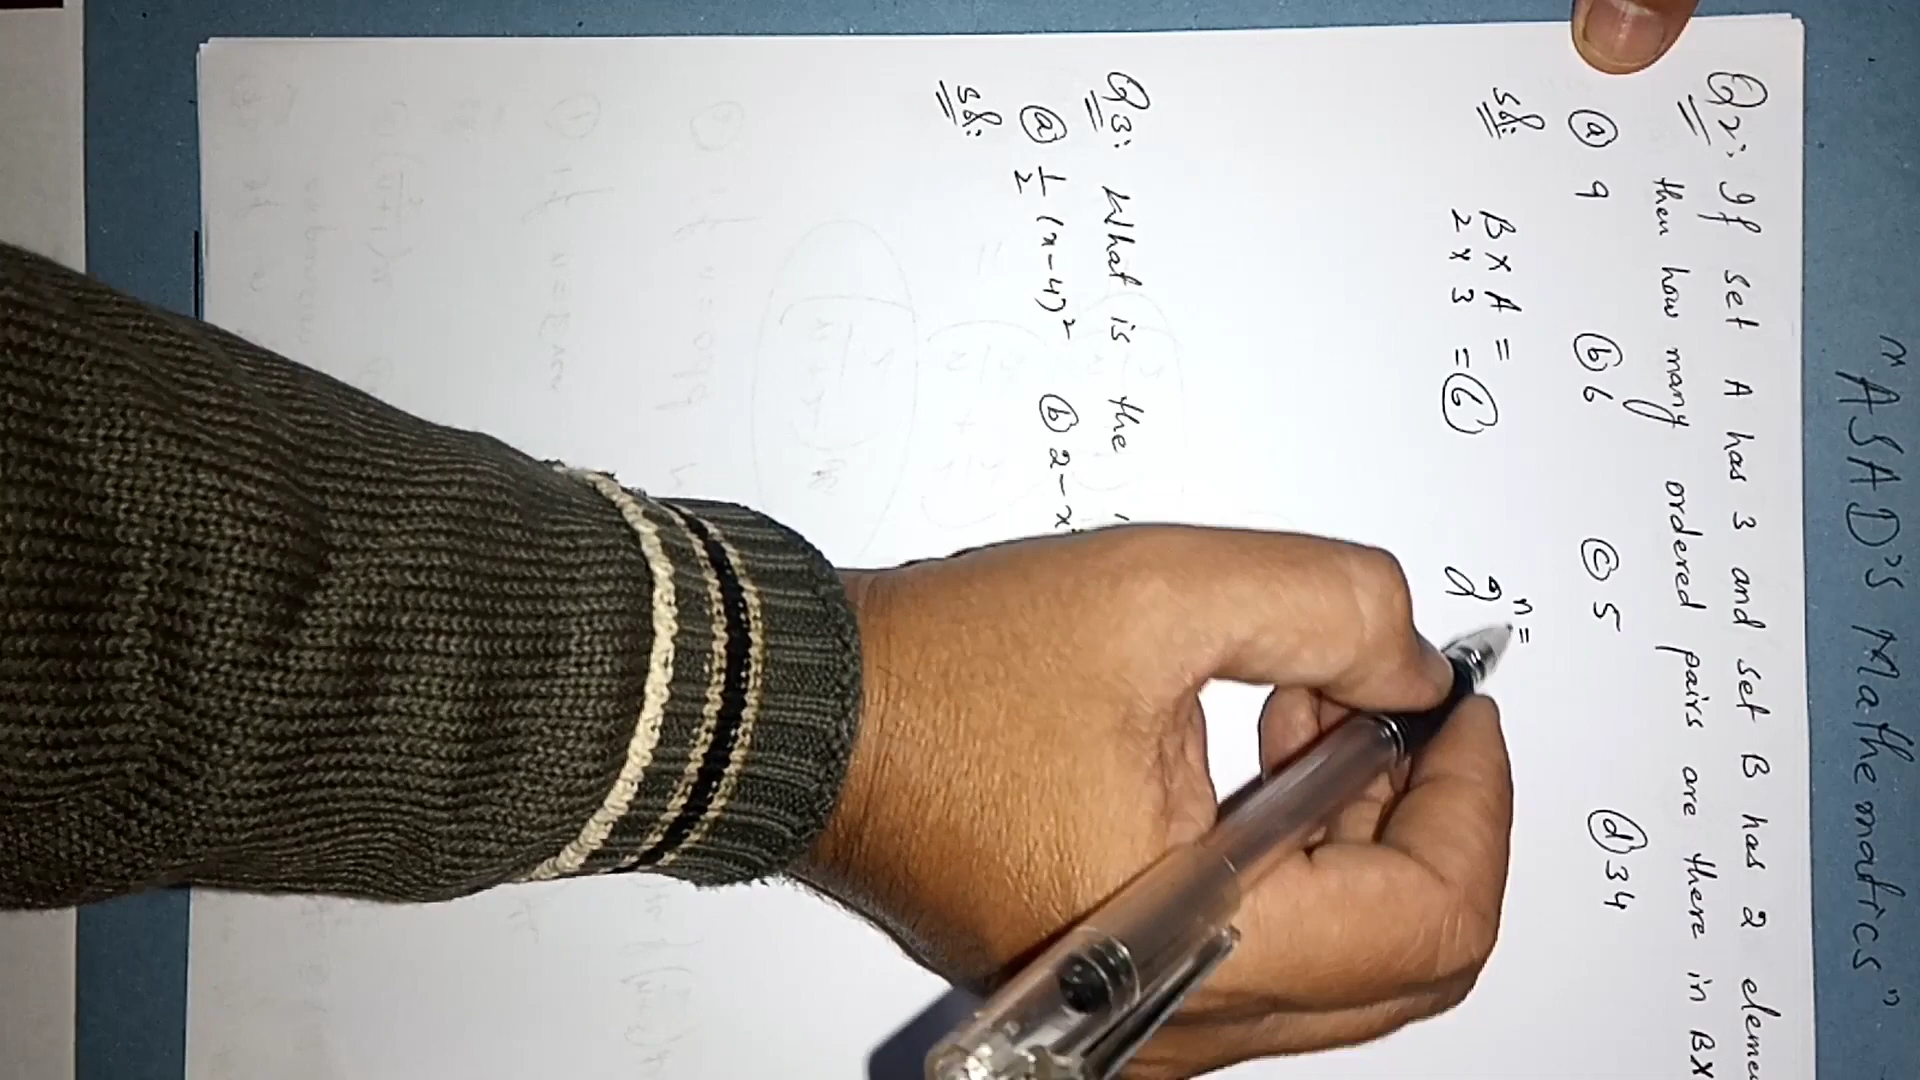 "ASAD's Mathematics"
Q2: If set A has 3 and set B has 2
then how many ordered pairs are there in
(a) 9 (b) 6 (c) 5 (d) 34
Sol: B × A =
2 × 3 = 6
2ⁿ =
Q3: What is the
(a) 1/2 (x-4)² (b) 2-x
Sol: